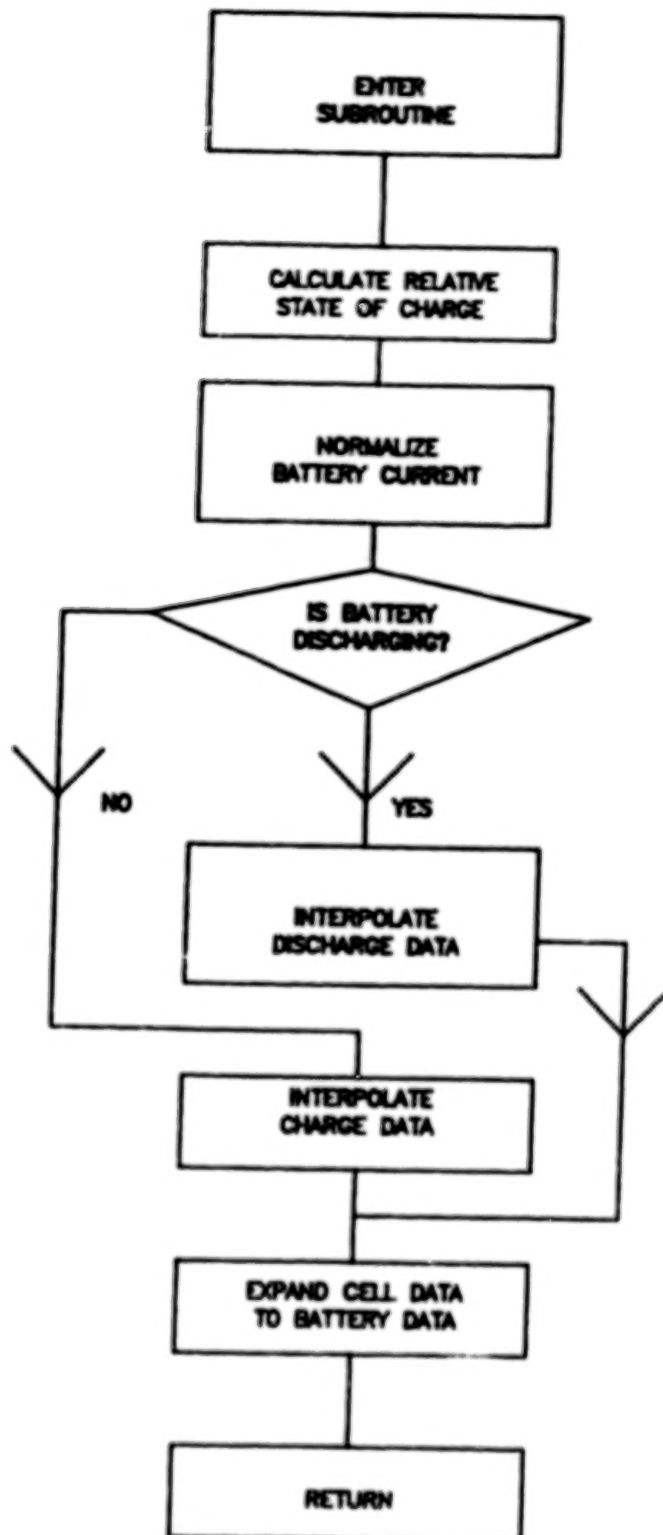 ENTER
SUBROUTINE
CALCULATE RELATIVE
STATE OF CHARGE
NORMALIZE
BATTERY CURRENT
IS BATTERY
DISCHARGING?
NO
YES
INTERPOLATE
DISCHARGE DATA
INTERPOLATE
CHARGE DATA
EXPAND CELL DATA
TO BATTERY DATA
RETURN